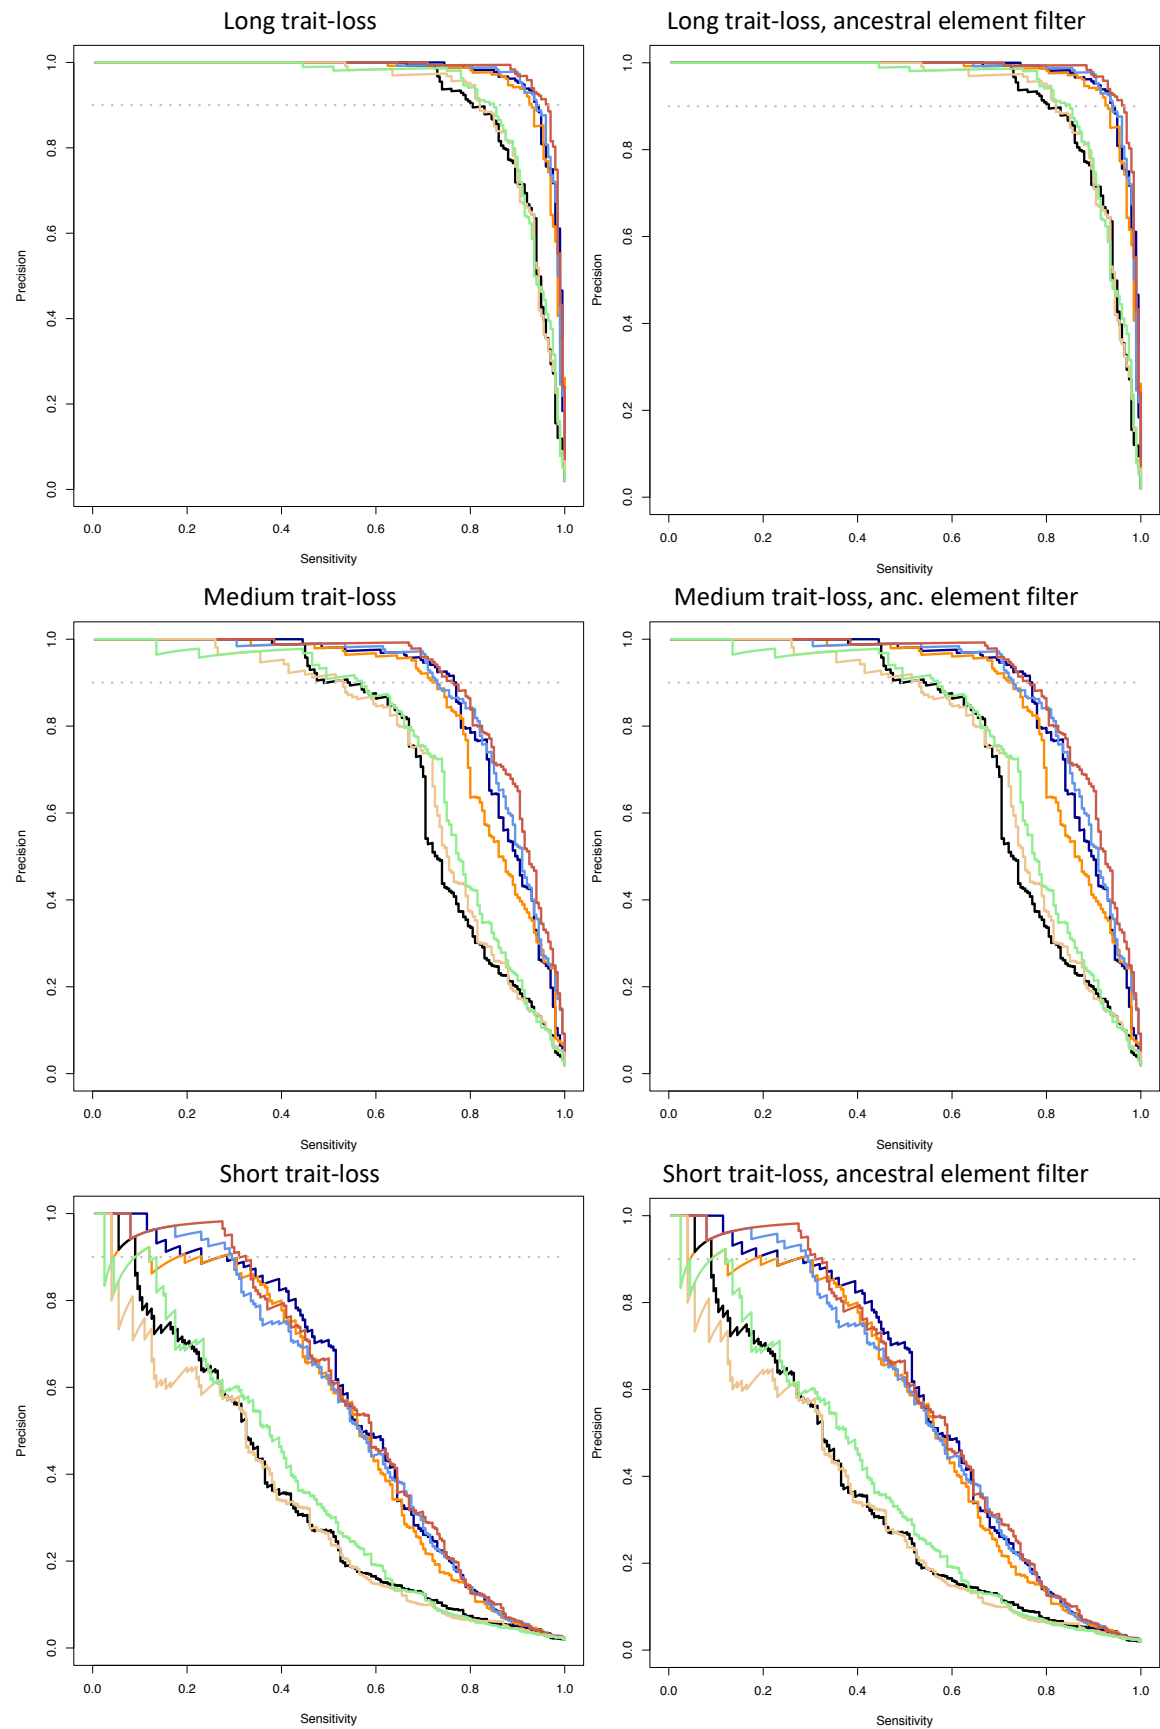 Long trait-loss
Precision
1.0
0.8
0.6
0.4
0.2
0.0
0.0 0.2 0.4 0.6 0.8 1.0
Sensitivity
Long trait-loss, ancestral element filter
Precision
1.0
0.8
0.6
0.4
0.2
0.0
0.0 0.2 0.4 0.6 0.8 1.0
Sensitivity
Medium trait-loss
Precision
1.0
0.8
0.6
0.4
0.2
0.0
0.0 0.2 0.4 0.6 0.8 1.0
Sensitivity
Medium trait-loss, anc. element filter
Precision
1.0
0.8
0.6
0.4
0.2
0.0
0.0 0.2 0.4 0.6 0.8 1.0
Sensitivity
Short trait-loss
Precision
1.0
0.8
0.6
0.4
0.2
0.0
0.0 0.2 0.4 0.6 0.8 1.0
Sensitivity
Short trait-loss, ancestral element filter
Precision
1.0
0.8
0.6
0.4
0.2
0.0
0.0 0.2 0.4 0.6 0.8 1.0
Sensitivity